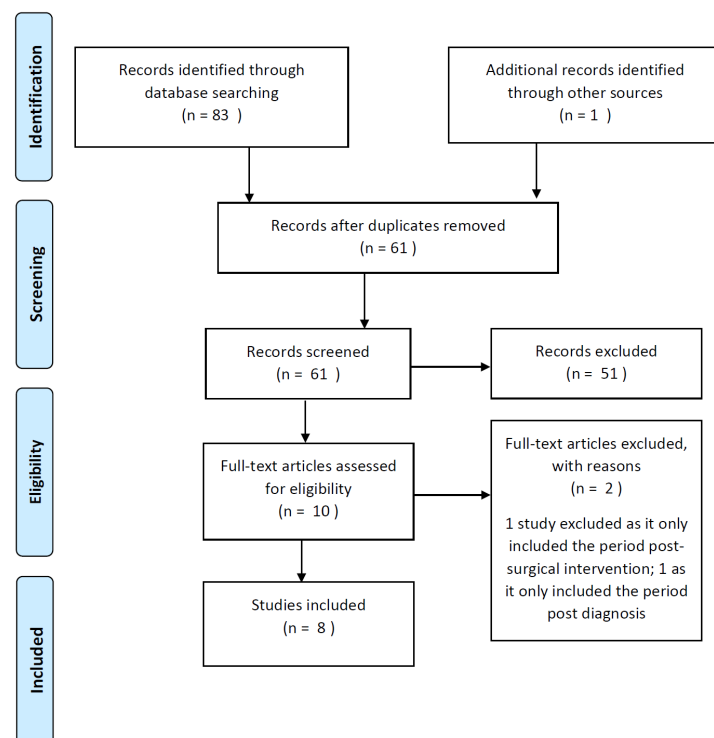 Identification
Records identified through
database searching
(n = 83 )
Additional records identified
through other sources
(n = 1 )
Screening
Records after duplicates removed
(n = 61 )
Records screened
(n = 61 )
Records excluded
(n = 51 )
Eligibility
Full-text articles assessed
for eligibility
(n = 10 )
Full-text articles excluded,
with reasons
(n = 2 )
1 study excluded as it only
included the period post-
surgical intervention; 1 as
it only included the period
post diagnosis
Included
Studies included
(n = 8 )